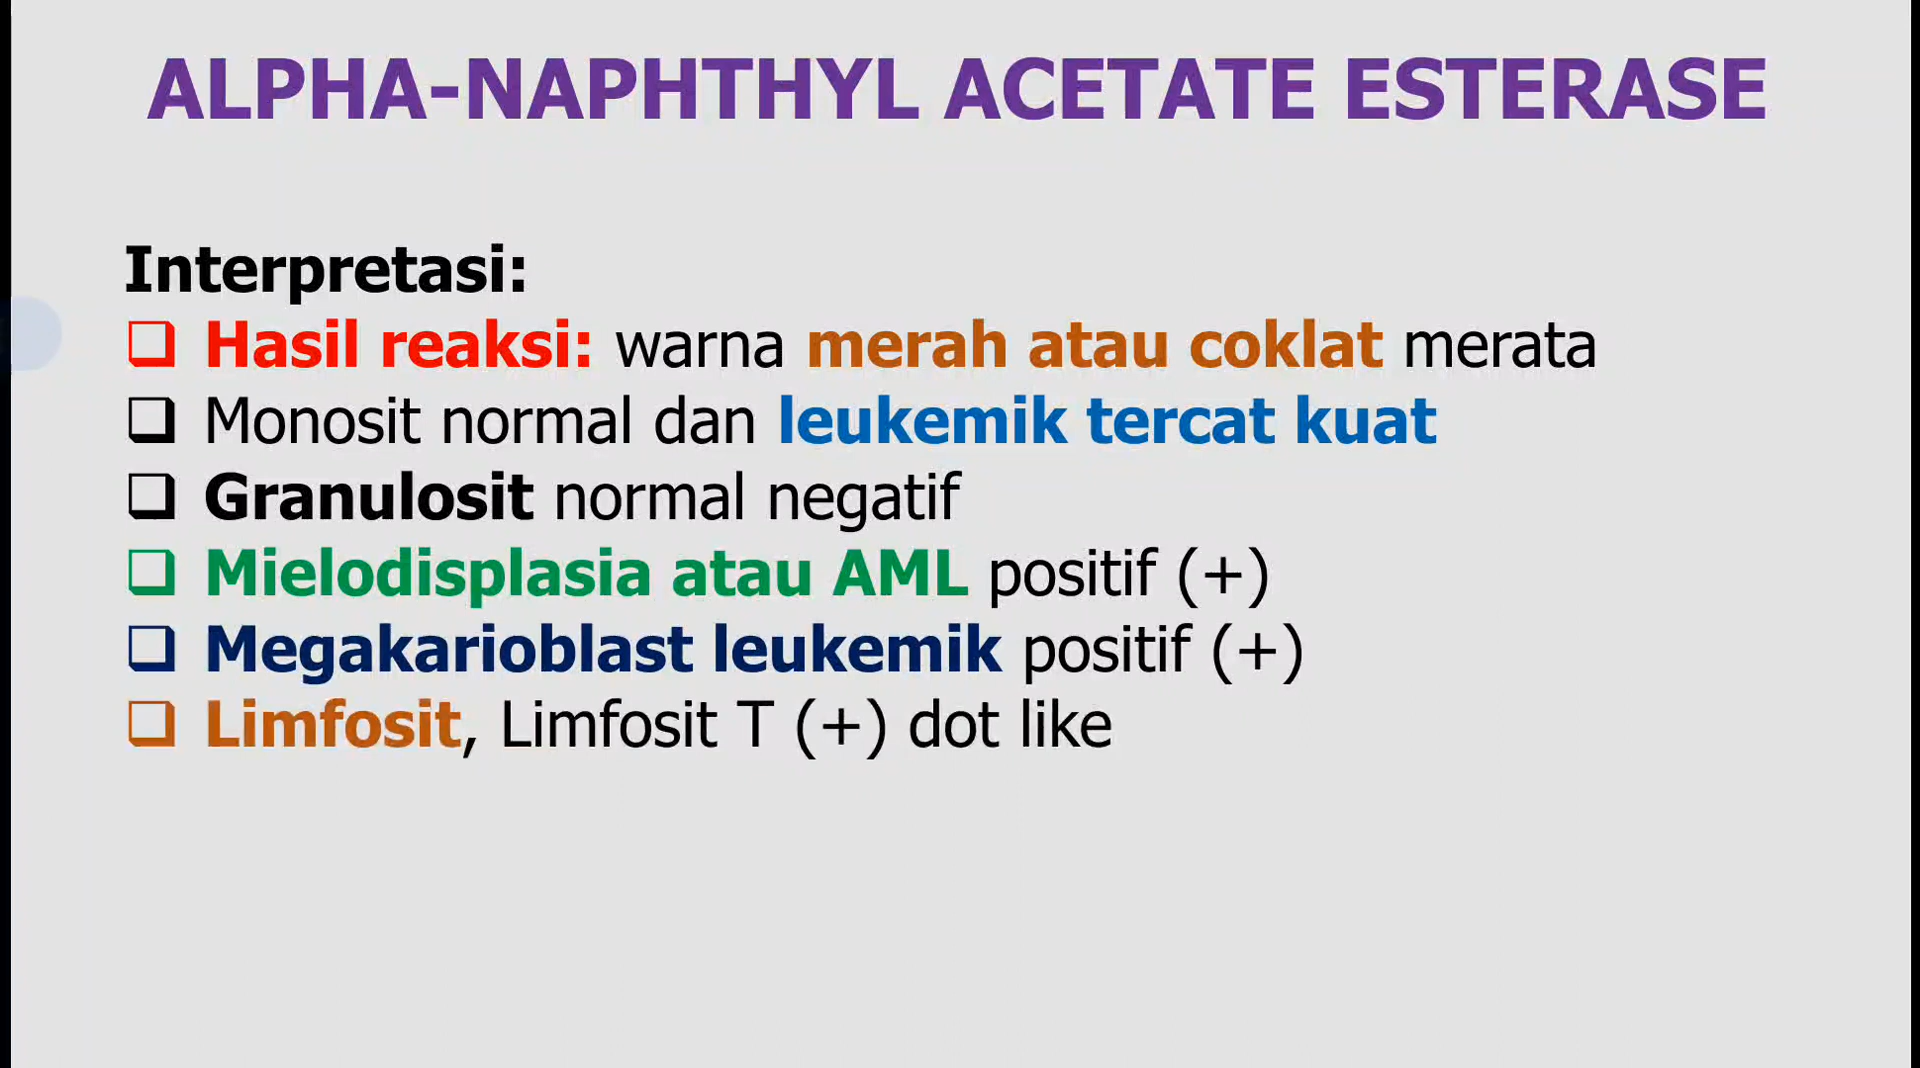 ALPHA-NAPHTHYL ACETATE ESTERASE
Interpretasi:
Hasil reaksi: warna merah atau coklat merata
Monosit normal dan leukemik tercat kuat
Granulosit normal negatif
Mielodisplasia atau AML positif (+)
Megakarioblast leukemik positif (+)
Limfosit, Limfosit T (+) dot like